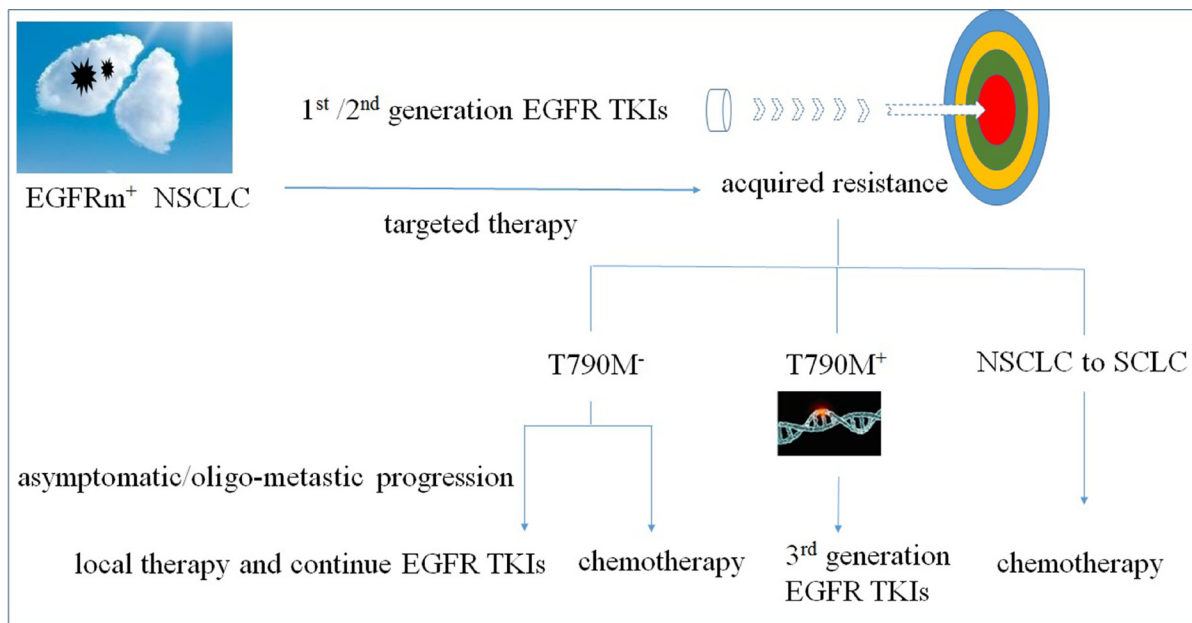 1st /2nd generation EGFR TKIs
EGFRm+ NSCLC
acquired resistance
targeted therapy
T790M-
T790M+
NSCLC to SCLC
asymptomatic/oligo-metastic progression
local therapy and continue EGFR TKIs
chemotherapy
3rd generation
EGFR TKIs
chemotherapy